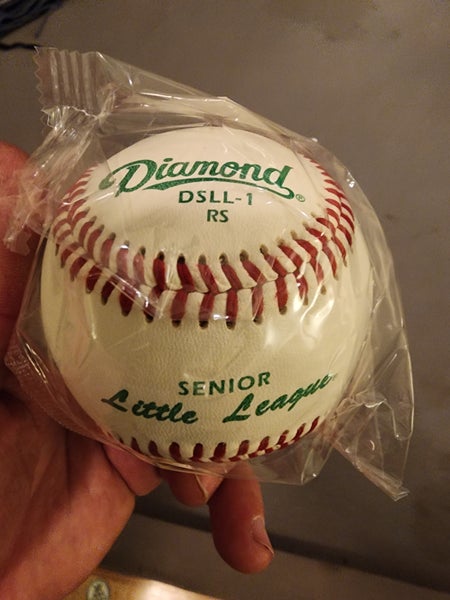 Diamond®
DSLL-1
RS
SENIOR
Little League